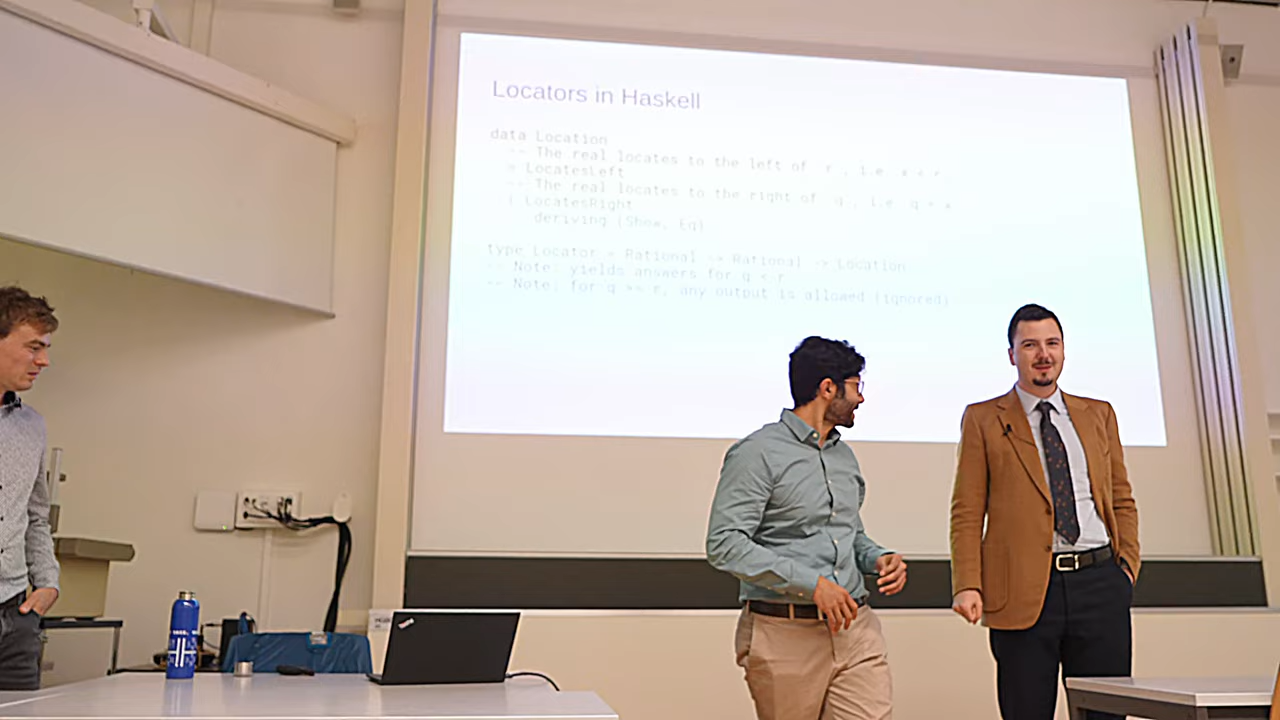 Locators in Haskell
data Location
-- The real locates to the left of `r`, i.e. x < r
= LocatesLeft
-- The real locates to the right of `q`, i.e. q < x
| LocatesRight
deriving (Show, Eq)
type Locator = Rational -> Rational -> Location
-- Note: yields answers for q < r
-- Note: for q >= r, any output is allowed (ignored)